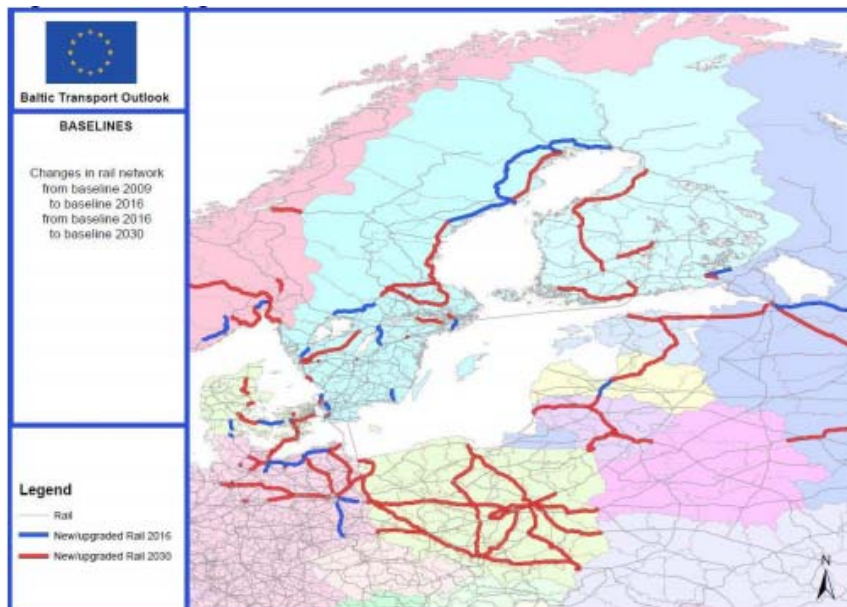 Baltic Transport Outlook
BASELINES
Changes in rail network
from baseline 2009
to baseline 2016
from baseline 2016
to baseline 2030
Legend
Rail
New/upgraded Rail 2016
New/upgraded Rail 2030
N